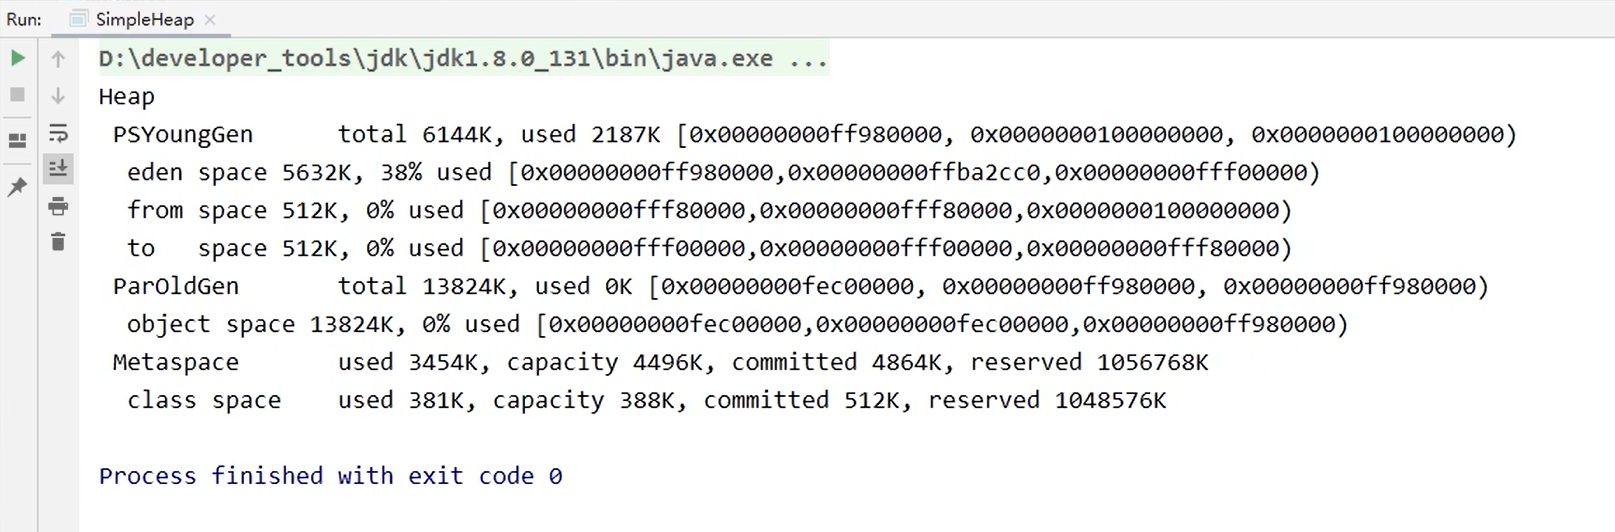 Run: SimpleHeap ×
D:\developer_tools\jdk\jdk1.8.0_131\bin\java.exe ...
Heap
 PSYoungGen      total 6144K, used 2187K [0x00000000ff980000, 0x0000000100000000, 0x0000000100000000)
  eden space 5632K, 38% used [0x00000000ff980000,0x00000000ffba2cc0,0x00000000fff00000)
  from space 512K, 0% used [0x00000000fff80000,0x00000000fff80000,0x0000000100000000)
  to   space 512K, 0% used [0x00000000fff00000,0x00000000fff00000,0x00000000fff80000)
 ParOldGen       total 13824K, used 0K [0x00000000fec00000, 0x00000000ff980000, 0x00000000ff980000)
  object space 13824K, 0% used [0x00000000fec00000,0x00000000fec00000,0x00000000ff980000)
 Metaspace       used 3454K, capacity 4496K, committed 4864K, reserved 1056768K
  class space    used 381K, capacity 388K, committed 512K, reserved 1048576K
Process finished with exit code 0